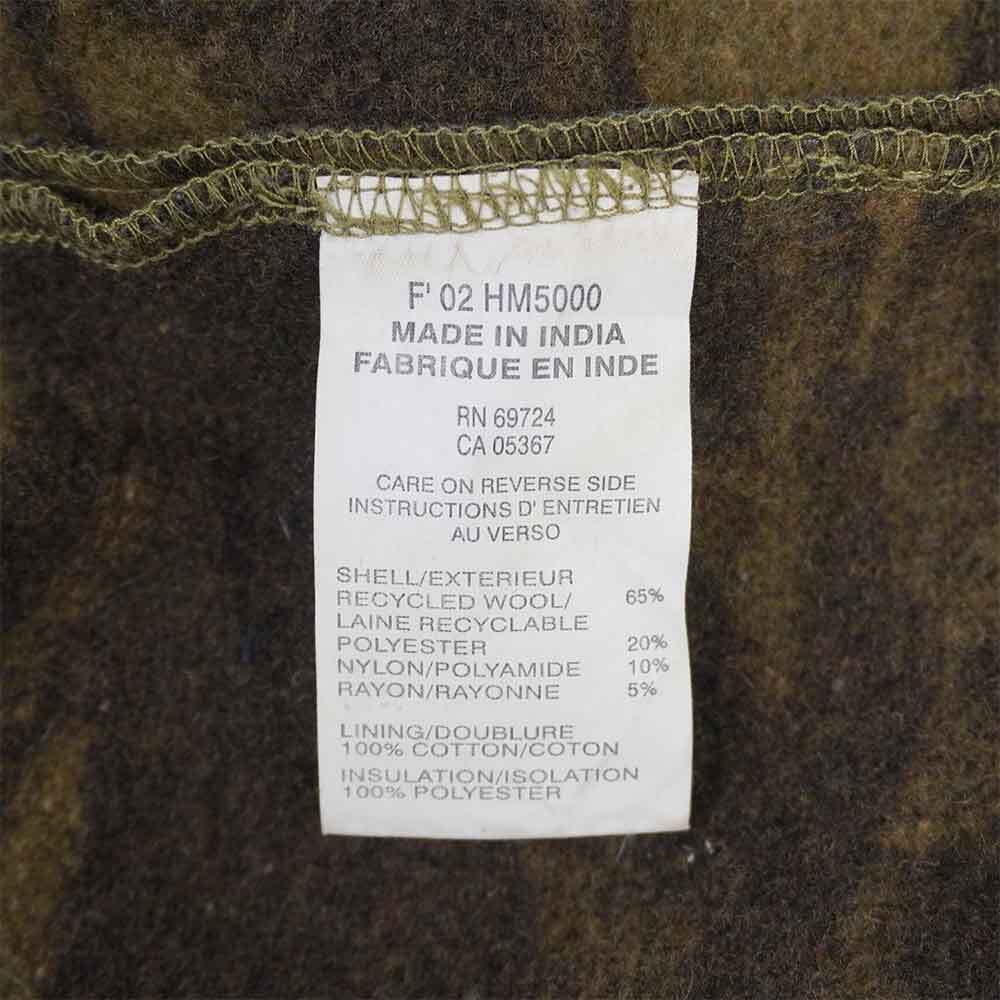 F' 02 HM5000
MADE IN INDIA
FABRIQUE EN INDE
RN 69724
CA 05367
CARE ON REVERSE SIDE
INSTRUCTIONS D' ENTRETIEN
AU VERSO
SHELL/EXTERIEUR
RECYCLED WOOL/ 65%
LAINE RECYCLABLE
POLYESTER 20%
NYLON/POLYAMIDE 10%
RAYON/RAYONNE 5%
LINING/DOUBLURE
100% COTTON/COTON
INSULATION/ISOLATION
100% POLYESTER